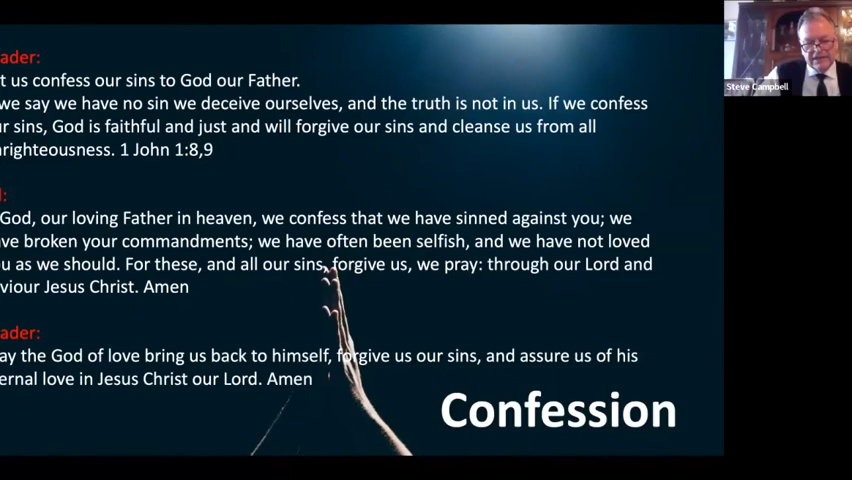 ader:
t us confess our sins to God our Father.
we say we have no sin we deceive ourselves, and the truth is not in us. If we confess
ur sins, God is faithful and just and will forgive our sins and cleanse us from all
nrighteousness. 1 John 1:8,9
l:
God, our loving Father in heaven, we confess that we have sinned against you; we
ve broken your commandments; we have often been selfish, and we have not loved
ou as we should. For these, and all our sins, forgive us, we pray: through our Lord and
viour Jesus Christ. Amen
ader:
ay the God of love bring us back to himself, forgive us our sins, and assure us of his
ernal love in Jesus Christ our Lord. Amen
Confession
Steve Campbell